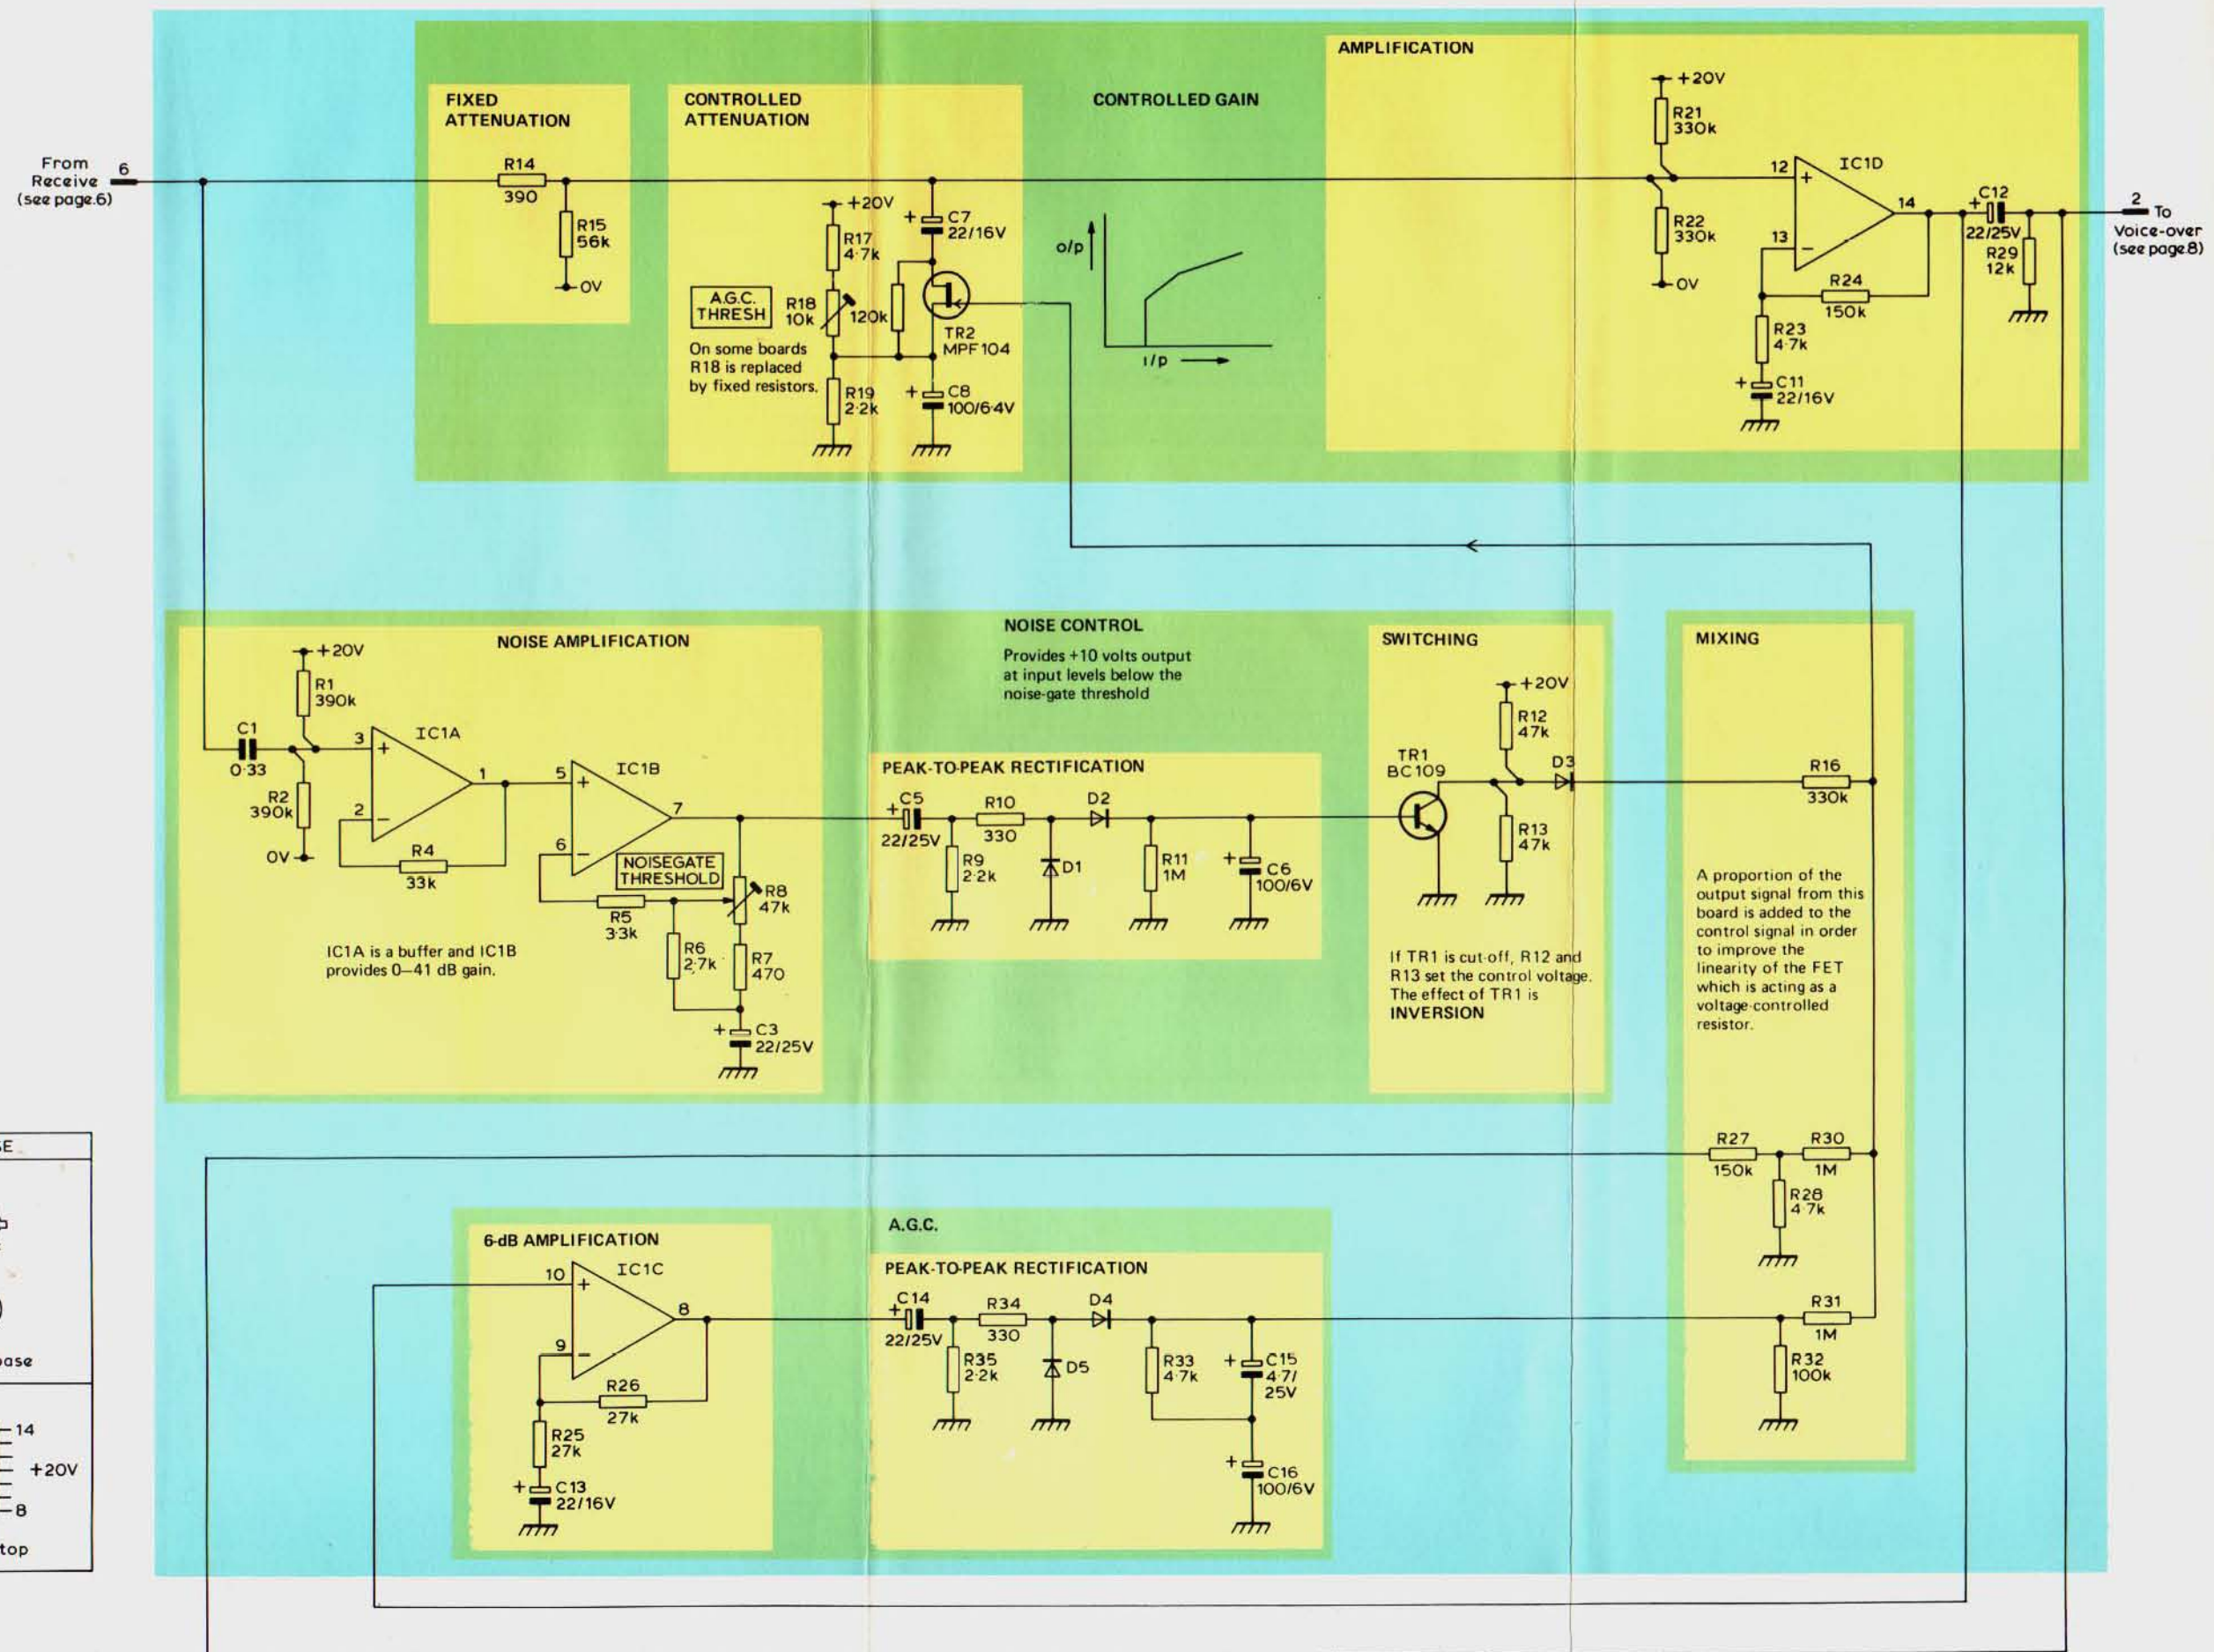 AMPLIFICATION
FIXED
ATTENUATION
CONTROLLED
ATTENUATION
CONTROLLED GAIN
From
Receive
(see page.6)
6
R14
390
R15
56k
0V
+20V
R17
4·7k
C7
22/16V
+
A.G.C.
THRESH
R18
10k
120k
TR2
MPF104
On some boards
R18 is replaced
by fixed resistors.
R19
2·2k
+
C8
100/6·4V
o/p
I/p
+20V
R21
330k
R22
330k
0V
12
+
IC1D
13
−
14
R24
150k
R23
4·7k
+
C11
22/16V
+
C12
22/25V
R29
12k
2
To
Voice-over
(see page8)
NOISE AMPLIFICATION
+20V
R1
390k
C1
0·33
R2
390k
0V
3
+
IC1A
2
−
1
R4
33k
5
+
IC1B
6
−
7
NOISEGATE
THRESHOLD
R5
3·3k
R8
47k
R6
2·7k
R7
470
+
C3
22/25V
IC1A is a buffer and IC1B
provides 0–41 dB gain.
NOISE CONTROL
Provides +10 volts output
at input levels below the
noise-gate threshold
PEAK-TO-PEAK RECTIFICATION
+
C5
22/25V
R10
330
D2
R9
2·2k
D1
R11
1M
+
C6
100/6V
SWITCHING
+20V
R12
47k
TR1
BC109
D3
R13
47k
If TR1 is cut-off, R12 and
R13 set the control voltage.
The effect of TR1 is
INVERSION
MIXING
R16
330k
A proportion of the
output signal from this
board is added to the
control signal in order
to improve the
linearity of the FET
which is acting as a
voltage-controlled
resistor.
R27
150k
R30
1M
R28
4·7k
R31
1M
R32
100k
A.G.C.
6-dB AMPLIFICATION
10
+
IC1C
9
−
8
R26
27k
R25
27k
+
C13
22/16V
PEAK-TO-PEAK RECTIFICATION
C14
+
22/25V
R34
330
D4
R35
2·2k
D5
R33
4·7k
+
C15
4·7/
25V
+
C16
100/6V
14
+20V
8
top